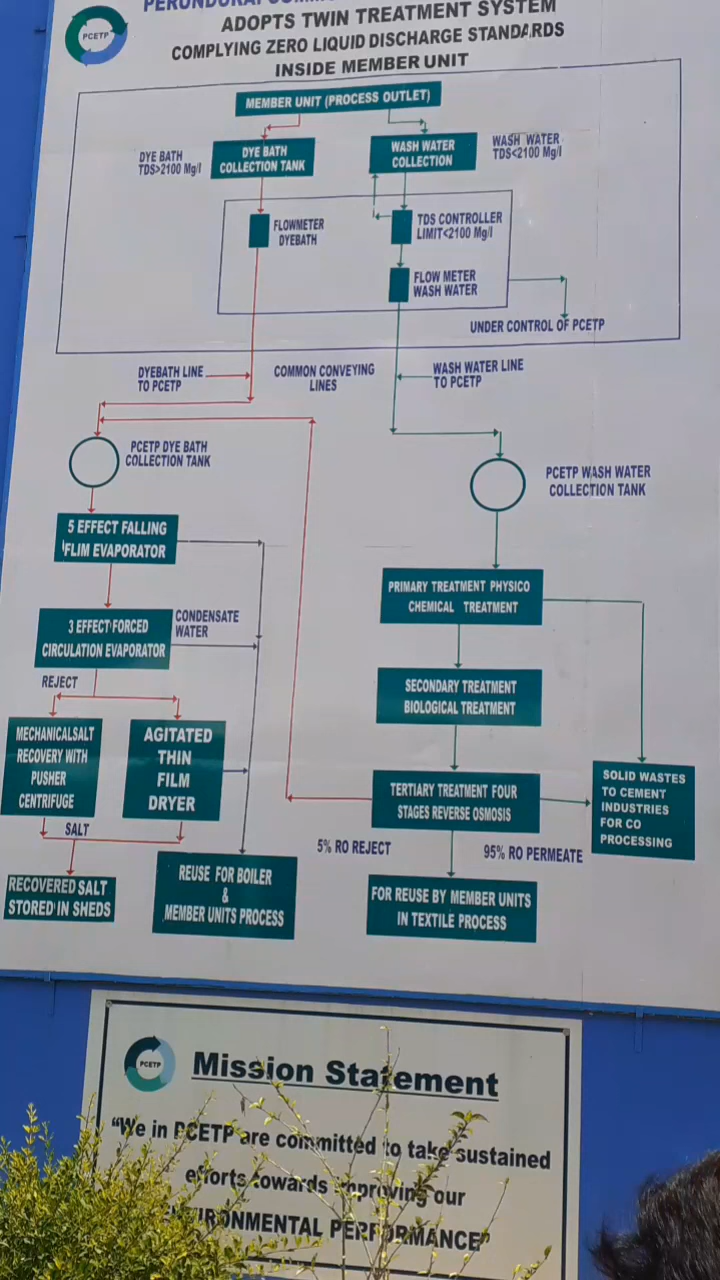 PCETP
ADOPTS TWIN TREATMENT SYSTEM
COMPLYING ZERO LIQUID DISCHARGE STANDARDS
INSIDE MEMBER UNIT
MEMBER UNIT (PROCESS OUTLET)
DYE BATH
TDS>2100 Mg/l
DYE BATH
COLLECTION TANK
WASH WATER
COLLECTION
WASH WATER
TDS<2100 Mg/l
FLOWMETER
DYEBATH
TDS CONTROLLER
LIMIT<2100 Mg/l
FLOW METER
WASH WATER
UNDER CONTROL OF PCETP
DYEBATH LINE
TO PCETP
COMMON CONVEYING
LINES
WASH WATER LINE
TO PCETP
PCETP DYE BATH
COLLECTION TANK
PCETP WASH WATER
COLLECTION TANK
5 EFFECT FALLING
FLIM EVAPORATOR
PRIMARY TREATMENT PHYSICO
CHEMICAL TREATMENT
3 EFFECT FORCED
CIRCULATION EVAPORATOR
CONDENSATE
WATER
REJECT
SECONDARY TREATMENT
BIOLOGICAL TREATMENT
MECHANICALSALT
RECOVERY WITH
PUSHER
CENTRIFUGE
AGITATED
THIN
FILM
DRYER
TERTIARY TREATMENT FOUR
STAGES REVERSE OSMOSIS
SOLID WASTES
TO CEMENT
INDUSTRIES
FOR CO
PROCESSING
SALT
5% RO REJECT
95% RO PERMEATE
RECOVERED SALT
STORED IN SHEDS
REUSE FOR BOILER
&
MEMBER UNITS PROCESS
FOR REUSE BY MEMBER UNITS
IN TEXTILE PROCESS
PCETP
Mission Statement
"We in PCETP are committed to take sustained
efforts towards improving our
ENVIRONMENTAL PERFORMANCE"